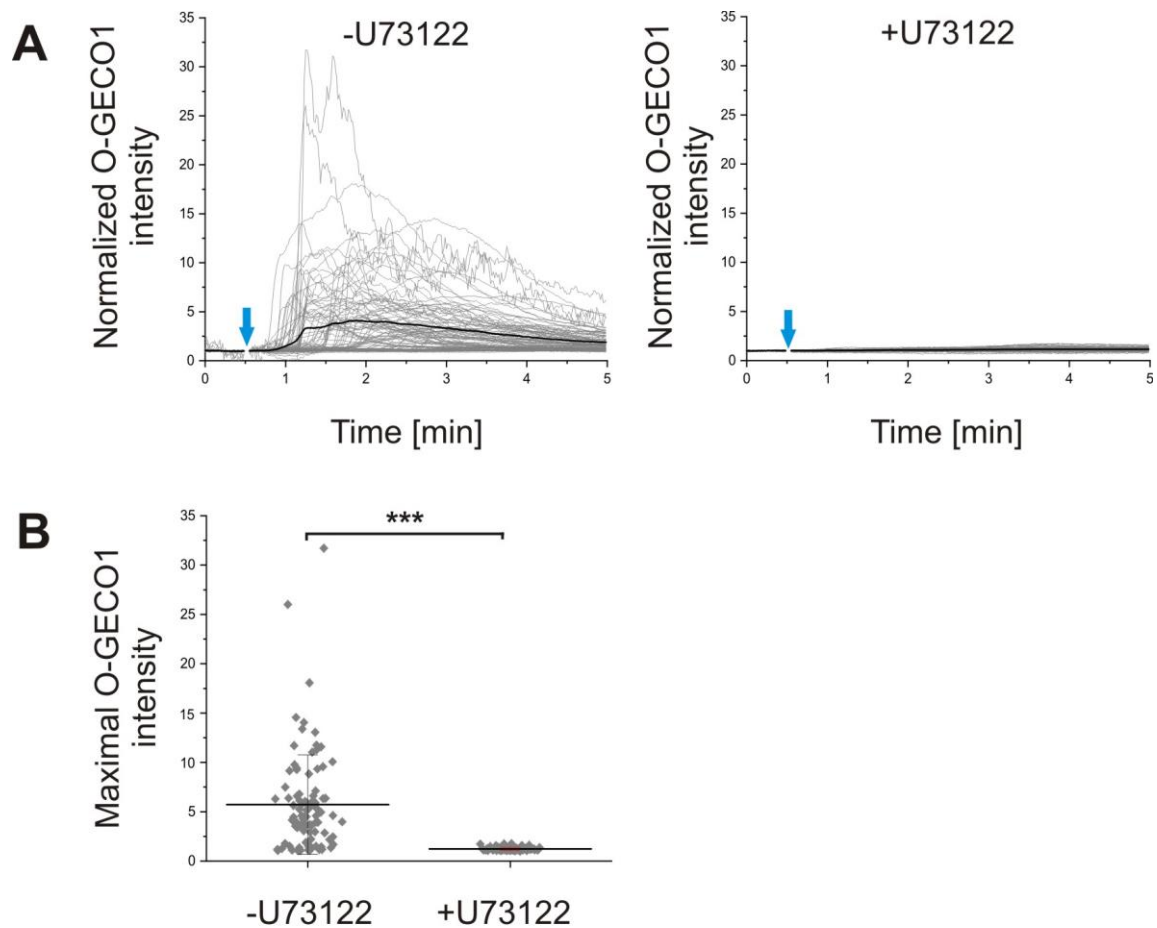 A
-U73122
+U73122
Normalized O-GECO1
intensity
35
30
25
20
15
10
5
0
0 1 2 3 4 5
Time [min]
Normalized O-GECO1
intensity
35
30
25
20
15
10
5
0
0 1 2 3 4 5
Time [min]
B
***
Maximal O-GECO1
intensity
35
30
25
20
15
10
5
0
-U73122 +U73122